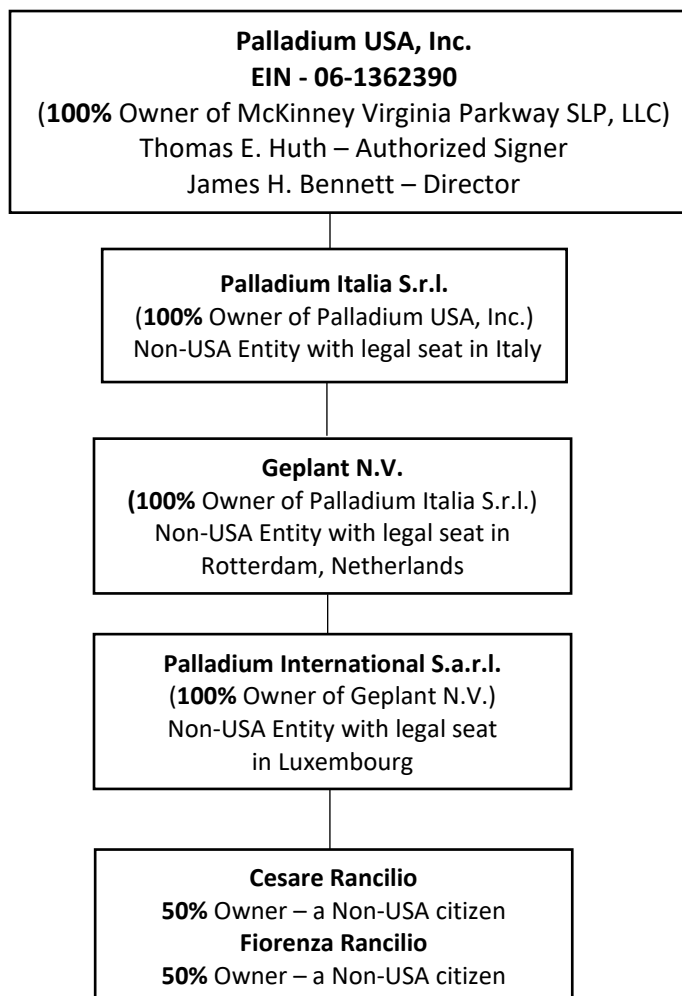 Palladium USA, Inc.
EIN - 06-1362390
(100% Owner of McKinney Virginia Parkway SLP, LLC)
Thomas E. Huth – Authorized Signer
James H. Bennett – Director
Palladium Italia S.r.l.
(100% Owner of Palladium USA, Inc.)
Non-USA Entity with legal seat in Italy
Geplant N.V.
(100% Owner of Palladium Italia S.r.l.)
Non-USA Entity with legal seat in
Rotterdam, Netherlands
Palladium International S.a.r.l.
(100% Owner of Geplant N.V.)
Non-USA Entity with legal seat
in Luxembourg
Cesare Rancilio
50% Owner – a Non-USA citizen
Fiorenza Rancilio
50% Owner – a Non-USA citizen